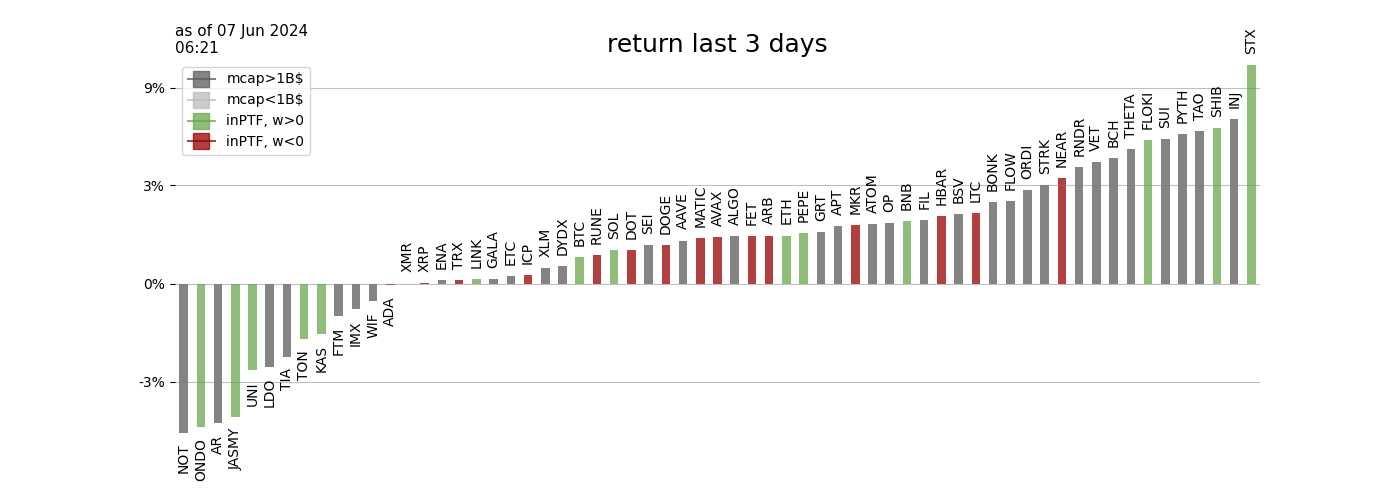 as of 07 Jun 2024
06:21
return last 3 days
mcap>1B$
mcap<1B$
inPTF, w>0
inPTF, w<0
9%
3%
0%
-3%
NOT
ONDO
AR
JASMY
UNI
LDO
TIA
TON
KAS
FTM
IMX
WIF
ADA
XMR
XRP
ENA
TRX
LINK
GALA
ETC
ICP
XLM
DYDX
BTC
RUNE
SOL
DOT
SEI
DOGE
AAVE
MATIC
AVAX
ALGO
FET
ARB
ETH
PEPE
GRT
APT
MKR
ATOM
OP
BNB
FIL
HBAR
BSV
LTC
BONK
FLOW
ORDI
STRK
NEAR
RNDR
VET
BCH
THETA
FLOKI
SUI
PYTH
TAO
SHIB
INJ
STX